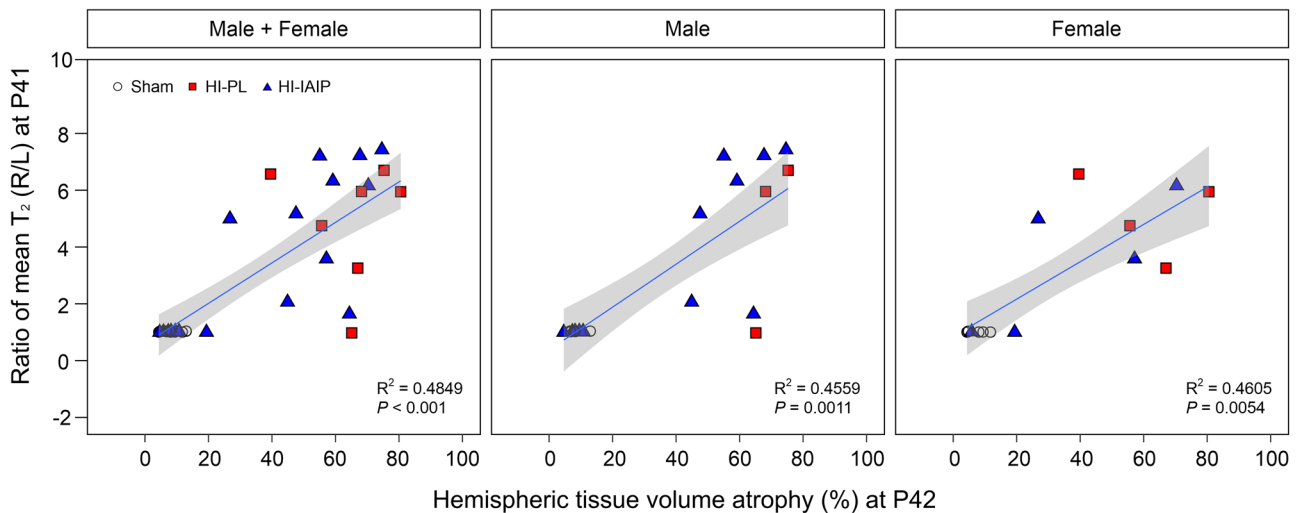 Male + Female
Male
Female
Ratio of mean T₂ (R/L) at P41
10
8
6
4
2
0
-2
Sham HI-PL HI-IAIP
R² = 0.4849
P < 0.001
R² = 0.4559
P = 0.0011
R² = 0.4605
P = 0.0054
0 20 40 60 80 100
0 20 40 60 80 100
0 20 40 60 80 100
Hemispheric tissue volume atrophy (%) at P42